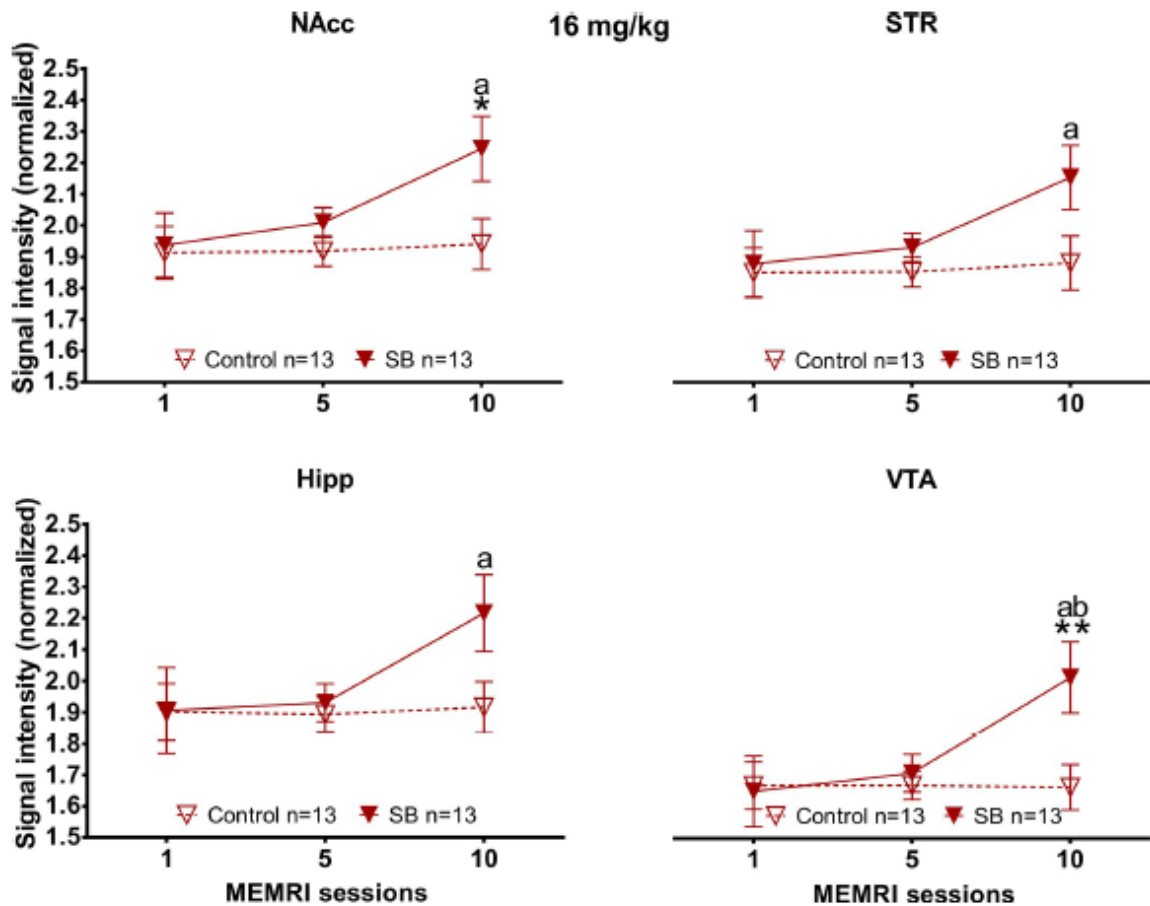 NAcc 16 mg/kg STR
Signal intensity (normalized)
2.5
2.4
2.3
2.2
2.1
2.0
1.9
1.8
1.7
1.6
1.5
a
*
Control n=13 SB n=13
1 5 10
a
Control n=13 SB n=13
1 5 10
Hipp VTA
Signal intensity (normalized)
2.5
2.4
2.3
2.2
2.1
2.0
1.9
1.8
1.7
1.6
1.5
a
Control n=13 SB n=13
1 5 10
MEMRI sessions
ab
**
Control n=13 SB n=13
1 5 10
MEMRI sessions